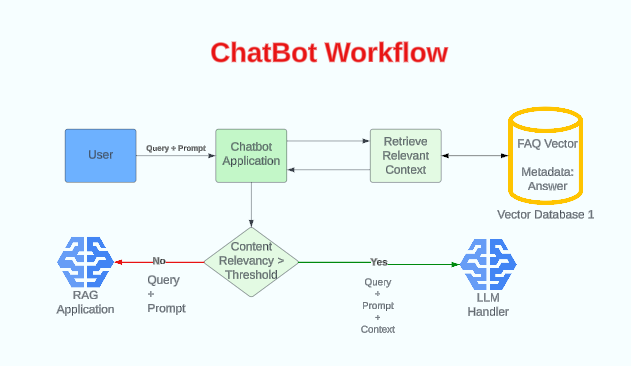 ChatBot Workflow
User
Query + Prompt
Chatbot
Application
Retrieve
Relevant
Context
FAQ Vector
Metadata:
Answer
Vector Database 1
Content
Relevancy >
Threshold
No
Query
+
Prompt
RAG
Application
Yes
Query
+
Prompt
+
Context
LLM
Handler